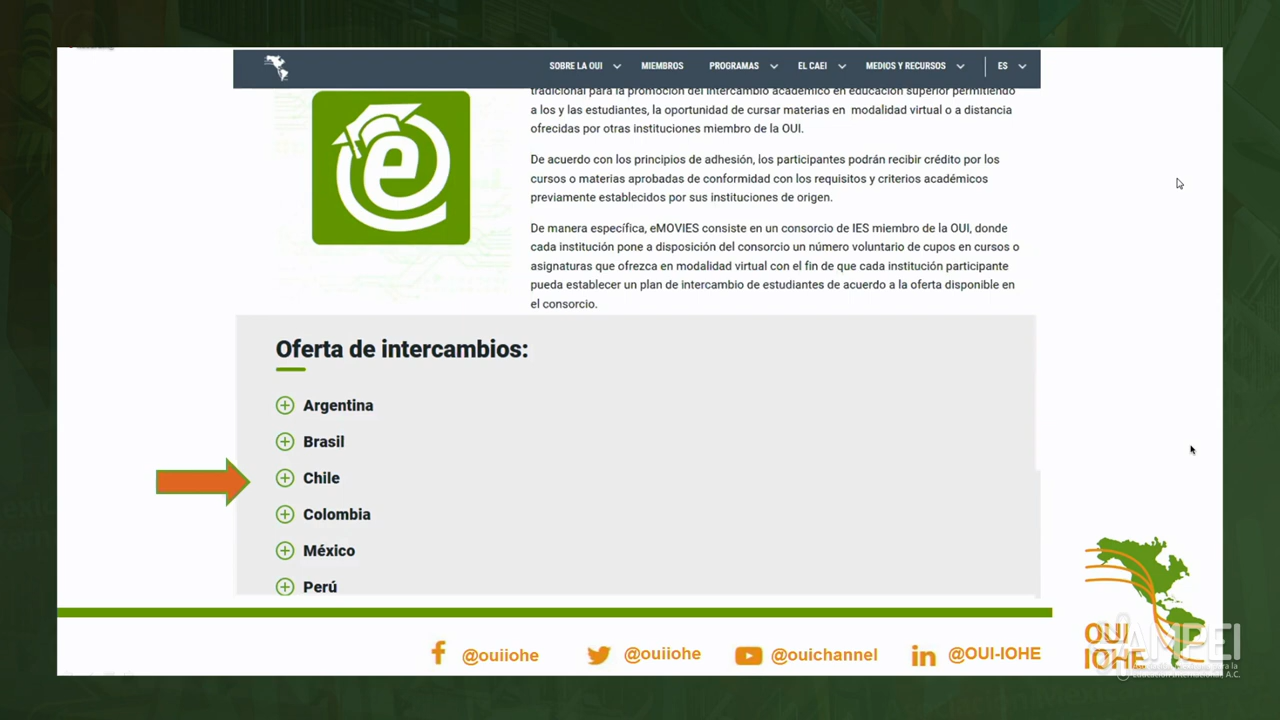 SOBRE LA OUI MIEMBROS PROGRAMAS EL CAEI MEDIOS Y RECURSOS ES
tradicional para la promoción del intercambio académico en educación superior permitiendo
a los y las estudiantes, la oportunidad de cursar materias en modalidad virtual o a distancia
ofrecidas por otras instituciones miembro de la OUI.
De acuerdo con los principios de adhesión, los participantes podrán recibir crédito por los
cursos o materias aprobadas de conformidad con los requisitos y criterios académicos
previamente establecidos por sus instituciones de origen.
De manera específica, eMOVIES consiste en un consorcio de IES miembro de la OUI, donde
cada institución pone a disposición del consorcio un número voluntario de cupos en cursos o
asignaturas que ofrezca en modalidad virtual con el fin de que cada institución participante
pueda establecer un plan de intercambio de estudiantes de acuerdo a la oferta disponible en
el consorcio.
Oferta de intercambios:
Argentina
Brasil
Chile
Colombia
México
Perú
@ouiiohe @ouiiohe @ouichannel @OUI-IOHE
OUI
IOHE
AMPEI
para la
Educación Internacional, A.C.